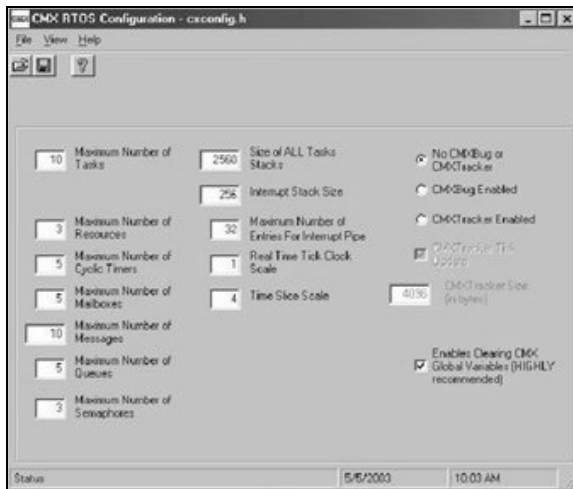 CMX RTOS Configuration - cxconfig.h
File View Help
10 Maximum Number of
Tasks
3 Maximum Number of
Resources
5 Maximum Number of
Cyclic Timers
5 Maximum Number of
Mailboxes
10 Maximum Number of
Messages
5 Maximum Number of
Queues
3 Maximum Number of
Semaphores
2560 Size of ALL Tasks
Stacks
256 Interrupt Stack Size
32 Maximum Number of
Entries For Interrupt Pipe
1 Real Time Tick Clock
Scale
4 Time Slice Scale
No CMXBug or
CMXTracker
CMXBug Enabled
CMXTracker Enabled
CMXTracker Tick
Update
4096 CMXTracker Size
(in bytes)
Enables Clearing CMX
Global Variables (HIGHLY
recommended)
Status 5/5/2003 10:03 AM